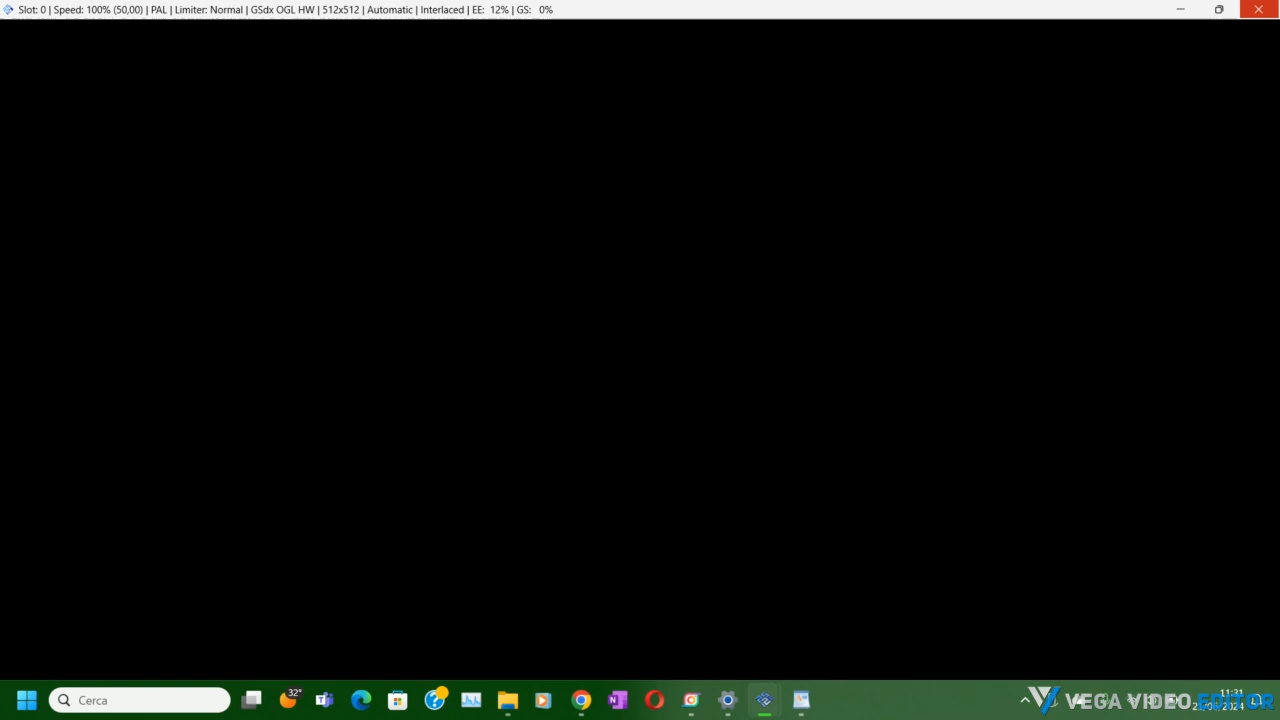 Slot: 0 | Speed: 100% (50,00) | PAL | Limiter: Normal | GSdx OGL HW | 512x512 | Automatic | Interlaced | EE: 12% | GS: 0%
Cerca
32°
11:31
VEGA VIDEO EDITOR